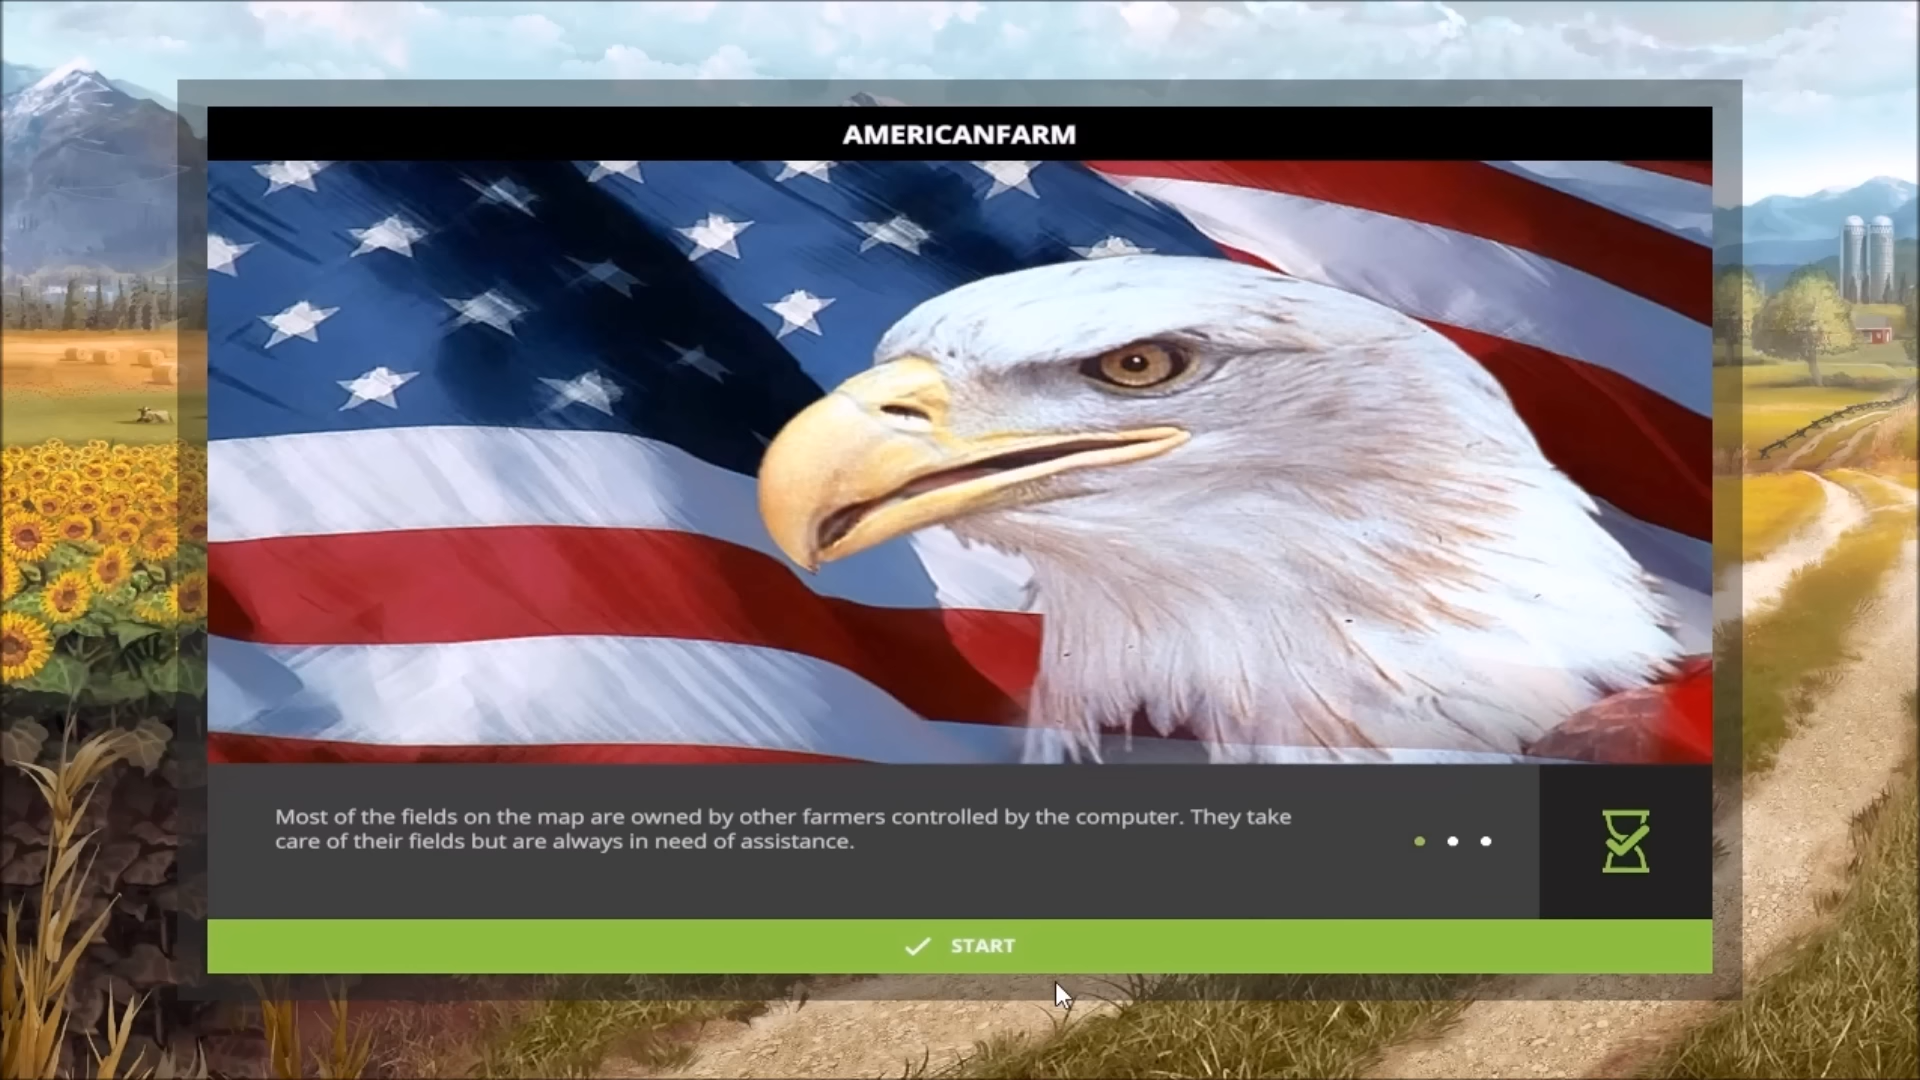 AMERICANFARM
Most of the fields on the map are owned by other farmers controlled by the computer. They take
care of their fields but are always in need of assistance.
START